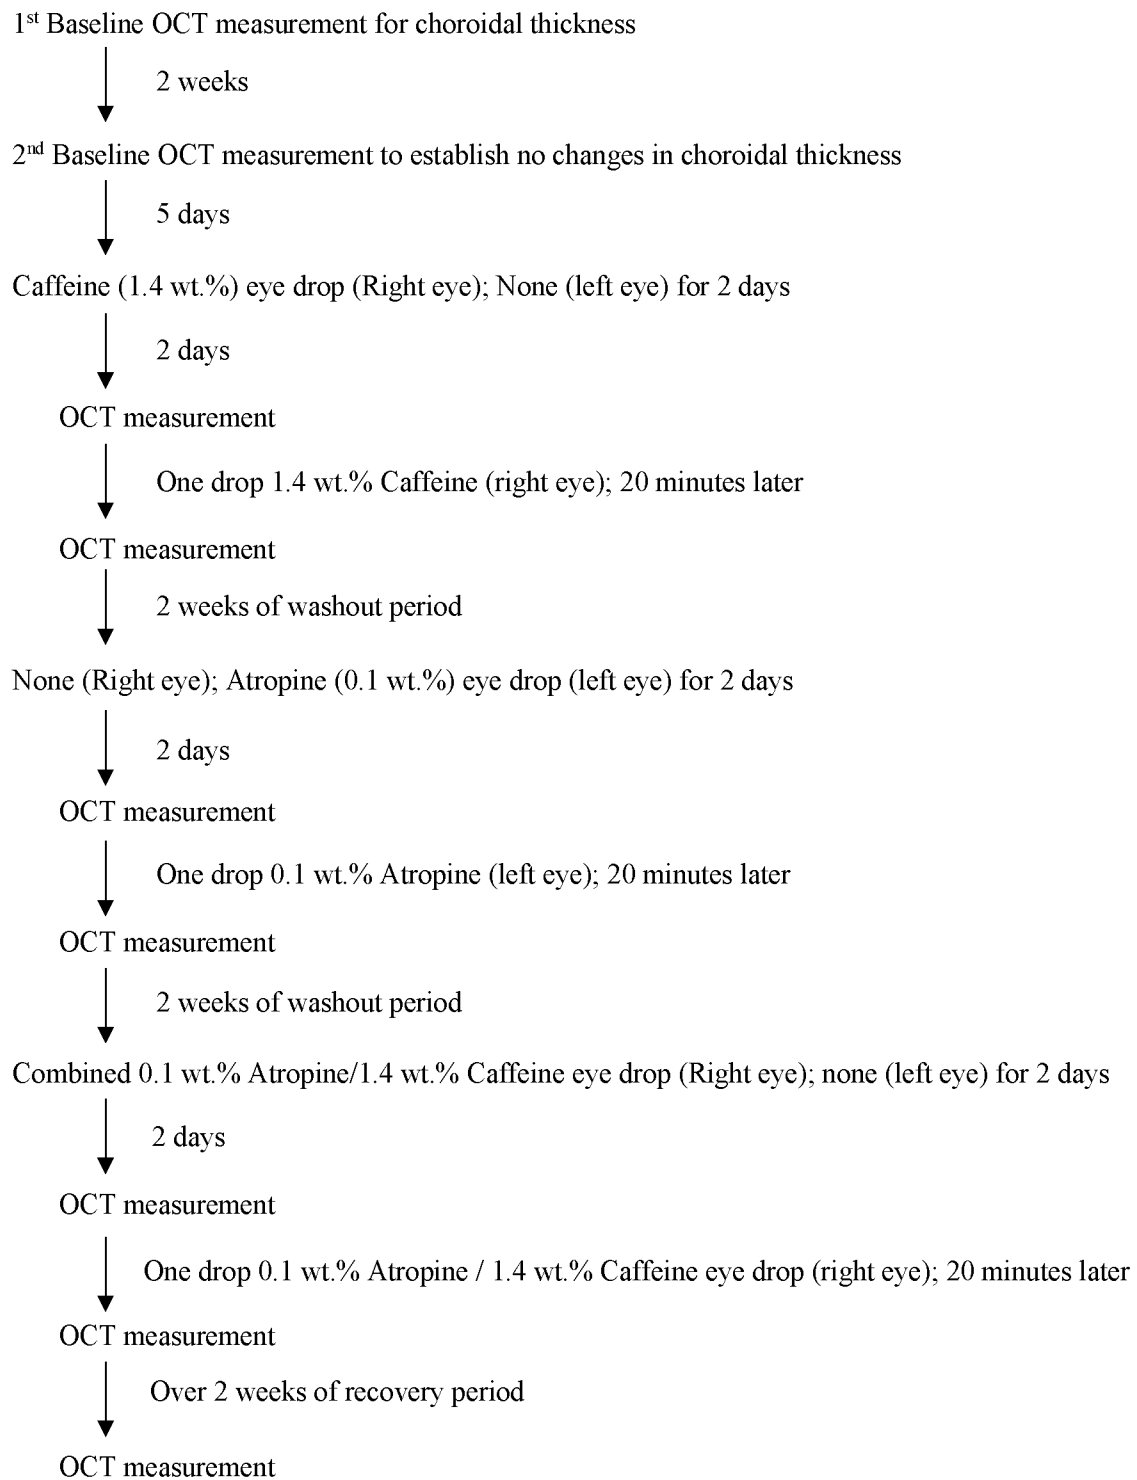 1st Baseline OCT measurement for choroidal thickness
2 weeks
2nd Baseline OCT measurement to establish no changes in choroidal thickness
5 days
Caffeine (1.4 wt.%) eye drop (Right eye); None (left eye) for 2 days
2 days
OCT measurement
One drop 1.4 wt.% Caffeine (right eye); 20 minutes later
OCT measurement
2 weeks of washout period
None (Right eye); Atropine (0.1 wt.%) eye drop (left eye) for 2 days
2 days
OCT measurement
One drop 0.1 wt.% Atropine (left eye); 20 minutes later
OCT measurement
2 weeks of washout period
Combined 0.1 wt.% Atropine/1.4 wt.% Caffeine eye drop (Right eye); none (left eye) for 2 days
2 days
OCT measurement
One drop 0.1 wt.% Atropine / 1.4 wt.% Caffeine eye drop (right eye); 20 minutes later
OCT measurement
Over 2 weeks of recovery period
OCT measurement